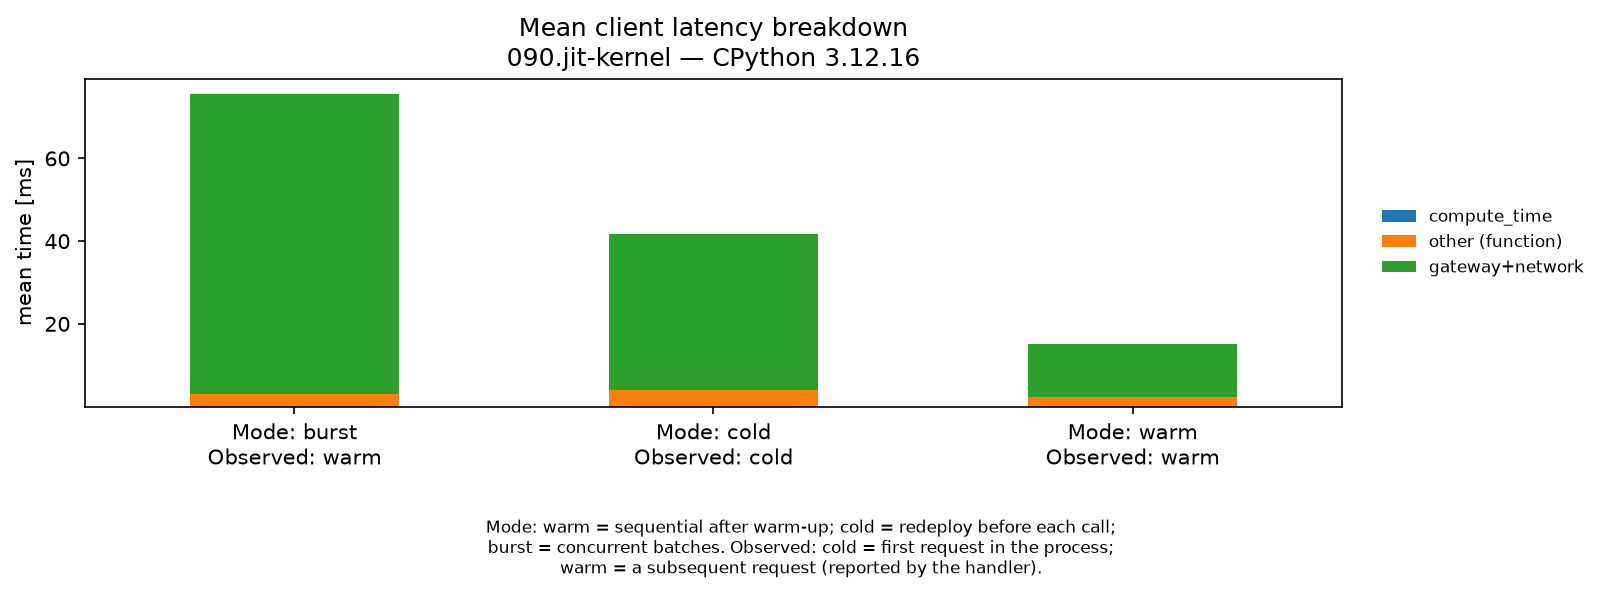 Mean client latency breakdown
090.jit-kernel — CPython 3.12.16
mean time [ms]
60
40
20
compute_time
other (function)
gateway+network
Mode: burst
Observed: warm
Mode: cold
Observed: cold
Mode: warm
Observed: warm
Mode: warm = sequential after warm-up; cold = redeploy before each call;
burst = concurrent batches. Observed: cold = first request in the process;
warm = a subsequent request (reported by the handler).